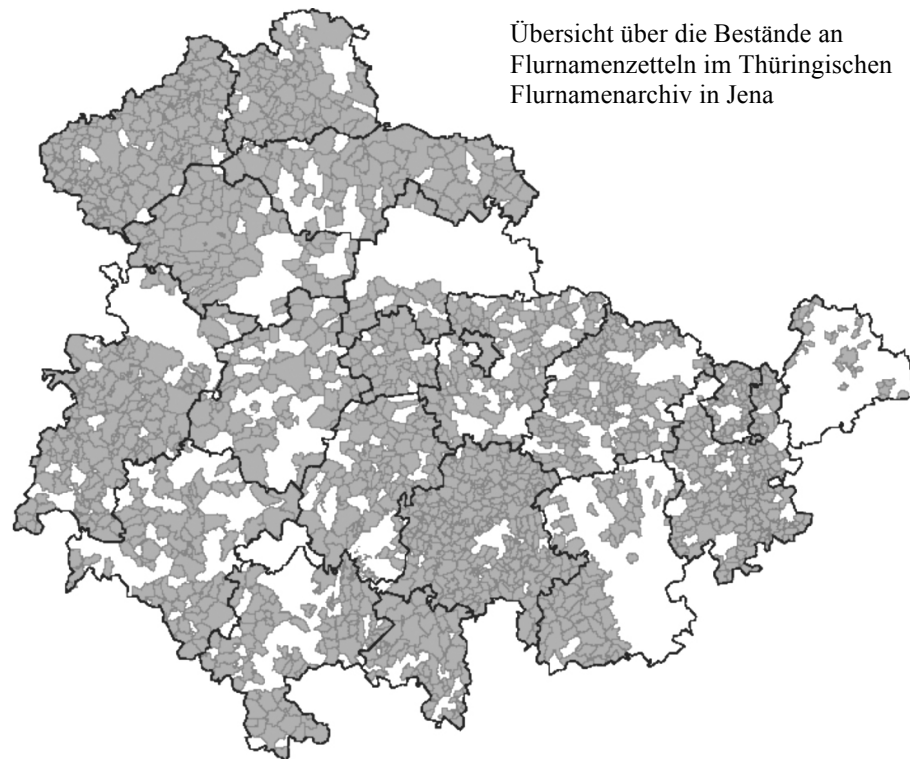 Übersicht über die Bestände an
Flurnamenzetteln im Thüringischen
Flurnamenarchiv in Jena